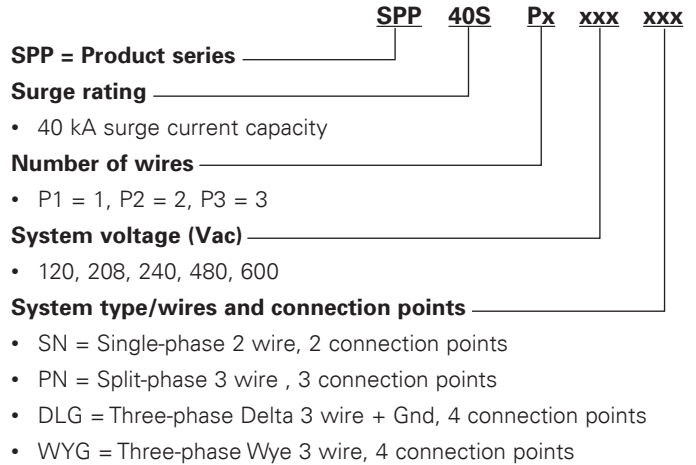 SPP 40S Px xxx xxx
SPP = Product series
Surge rating
• 40 kA surge current capacity
Number of wires
• P1 = 1, P2 = 2, P3 = 3
System voltage (Vac)
• 120, 208, 240, 480, 600
System type/wires and connection points
• SN = Single-phase 2 wire, 2 connection points
• PN = Split-phase 3 wire , 3 connection points
• DLG = Three-phase Delta 3 wire + Gnd, 4 connection points
• WYG = Three-phase Wye 3 wire, 4 connection points